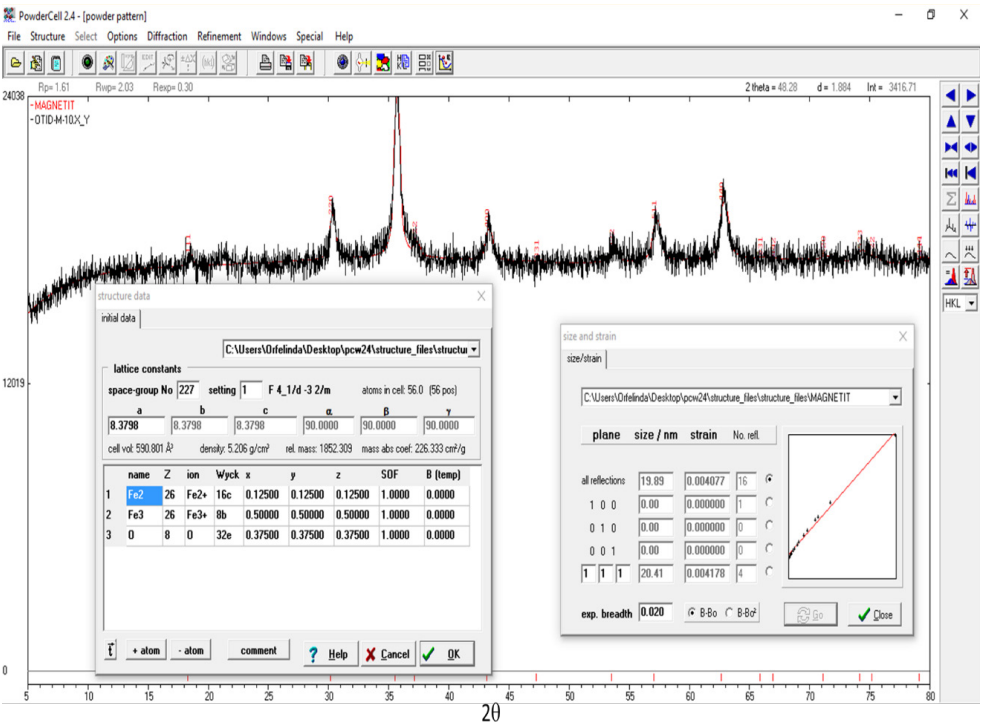 PowderCell 2.4 - [powder pattern]
File Structure Select Options Diffraction Refinement Windows Special Help
Rp= 1.61 Rwp= 2.03 Rexp= 0.30 2 theta = 48.28 d = 1.884 Int = 3416.71
24038
- MAGNETIT
- OTID-M-10.X_Y
HKL
12019
0
structure data
initial data
C:\Users\Orfelinda\Desktop\pcw24\structure_files\structur
lattice constants
space-group No 227 setting 1 F 4_1/d -3 2/m atoms in cell: 56.0 (56 pos)
a b c α β γ
8.3798 8.3798 8.3798 90.0000 90.0000 90.0000
cell vol: 590.801 Å³ density: 5.206 g/cm³ rel. mass: 1852.309 mass abs coef: 226.333 cm²/g
name Z ion Wyck x y z SOF B (temp)
1 Fe2 26 Fe2+ 16c 0.12500 0.12500 0.12500 1.0000 0.0000
2 Fe3 26 Fe3+ 8b 0.50000 0.50000 0.50000 1.0000 0.0000
3 O 8 O 32e 0.37500 0.37500 0.37500 1.0000 0.0000
t + atom - atom comment ? Help Cancel OK
size and strain
size/strain
C:\Users\Orfelinda\Desktop\pcw24\structure_files\structure_files\MAGNETIT
plane size / nm strain No. refl.
all reflections 19.89 0.004077 16
1 0 0 0.00 0.000000 1
0 1 0 0.00 0.000000 0
0 0 1 0.00 0.000000 0
1 1 1 20.41 0.004178 4
exp. breadth 0.020 B-Bo B-Bo² Go Close
5 10 15 20 25 30 35 40 45 50 55 60 65 70 75 80
2θ